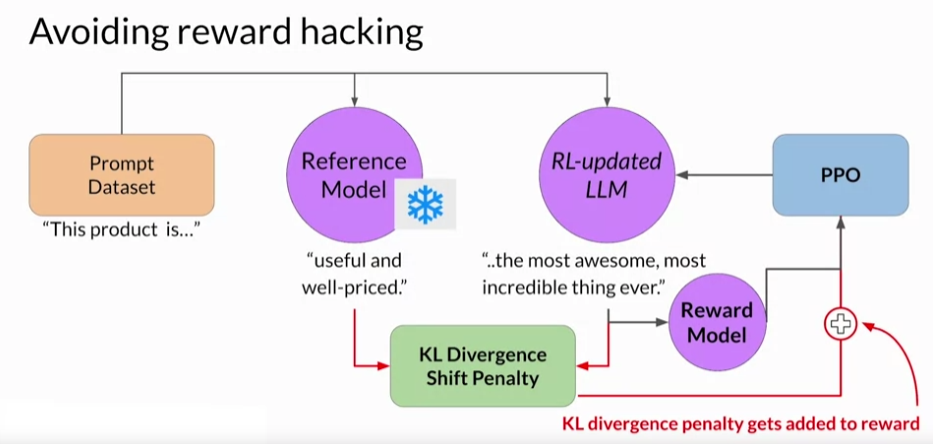 Avoiding reward hacking
Prompt
Dataset
"This product is..."
Reference
Model
"useful and
well-priced."
RL-updated
LLM
"..the most awesome, most
incredible thing ever."
PPO
Reward
Model
KL Divergence
Shift Penalty
KL divergence penalty gets added to reward